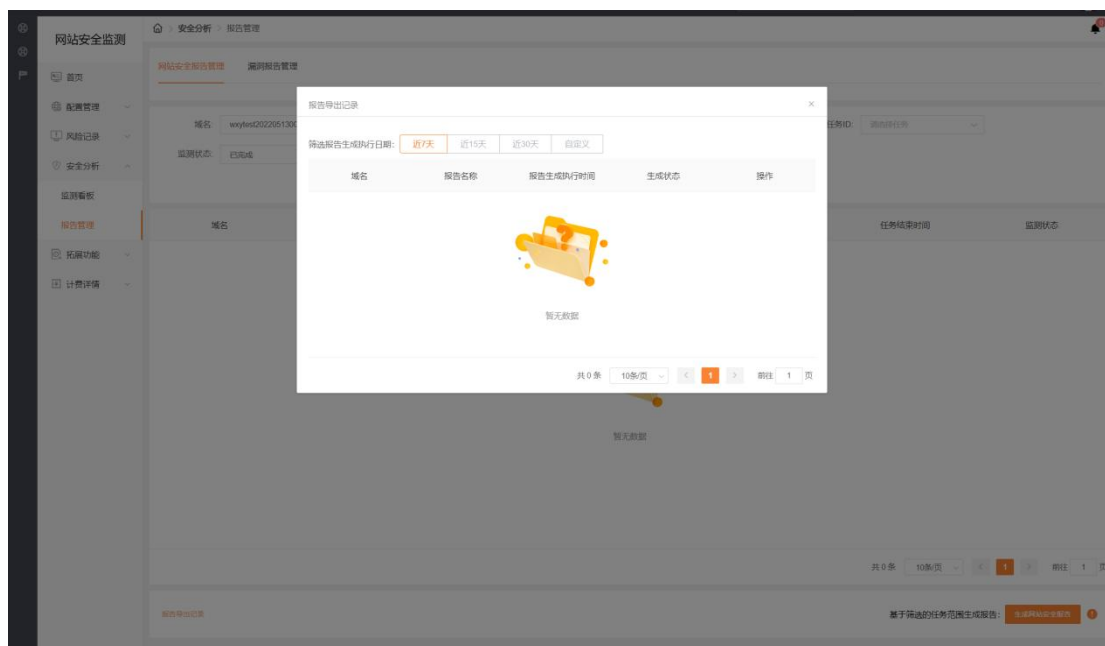 网站安全监测
安全分析 > 报告管理
首页
配置管理
风险记录
安全分析
监测看板
报告管理
拓展功能
计费详情
网站安全报告管理 漏洞报告管理
域名: 任务ID: 请选择任务
监测状态: 已完成
域名 任务结束时间 监测状态
报告导出记录 ×
筛选报告生成执行日期: 近7天 近15天 近30天 自定义
域名 报告名称 报告生成执行时间 生成状态 操作
暂无数据
共 0 条 10条/页 < 1 > 前往 1 页
暂无数据
共 0 条 10条/页 < 1 > 前往 1 页
报告导出记录 基于筛选的任务范围生成报告: 生成网站安全报告